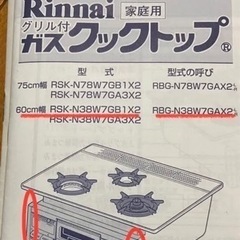 Rinnai
家庭用
グリル付
ガスクックトップ®
型式 型式の呼び
75cm幅 RSK-N78W7GB1X2 RBG-N78W7GAX2
RSK-N78W7GA3X2
60cm幅 RSK-N38W7GB1X2 RBG-N38W7GAX2
RSK-N38W7GA3X2